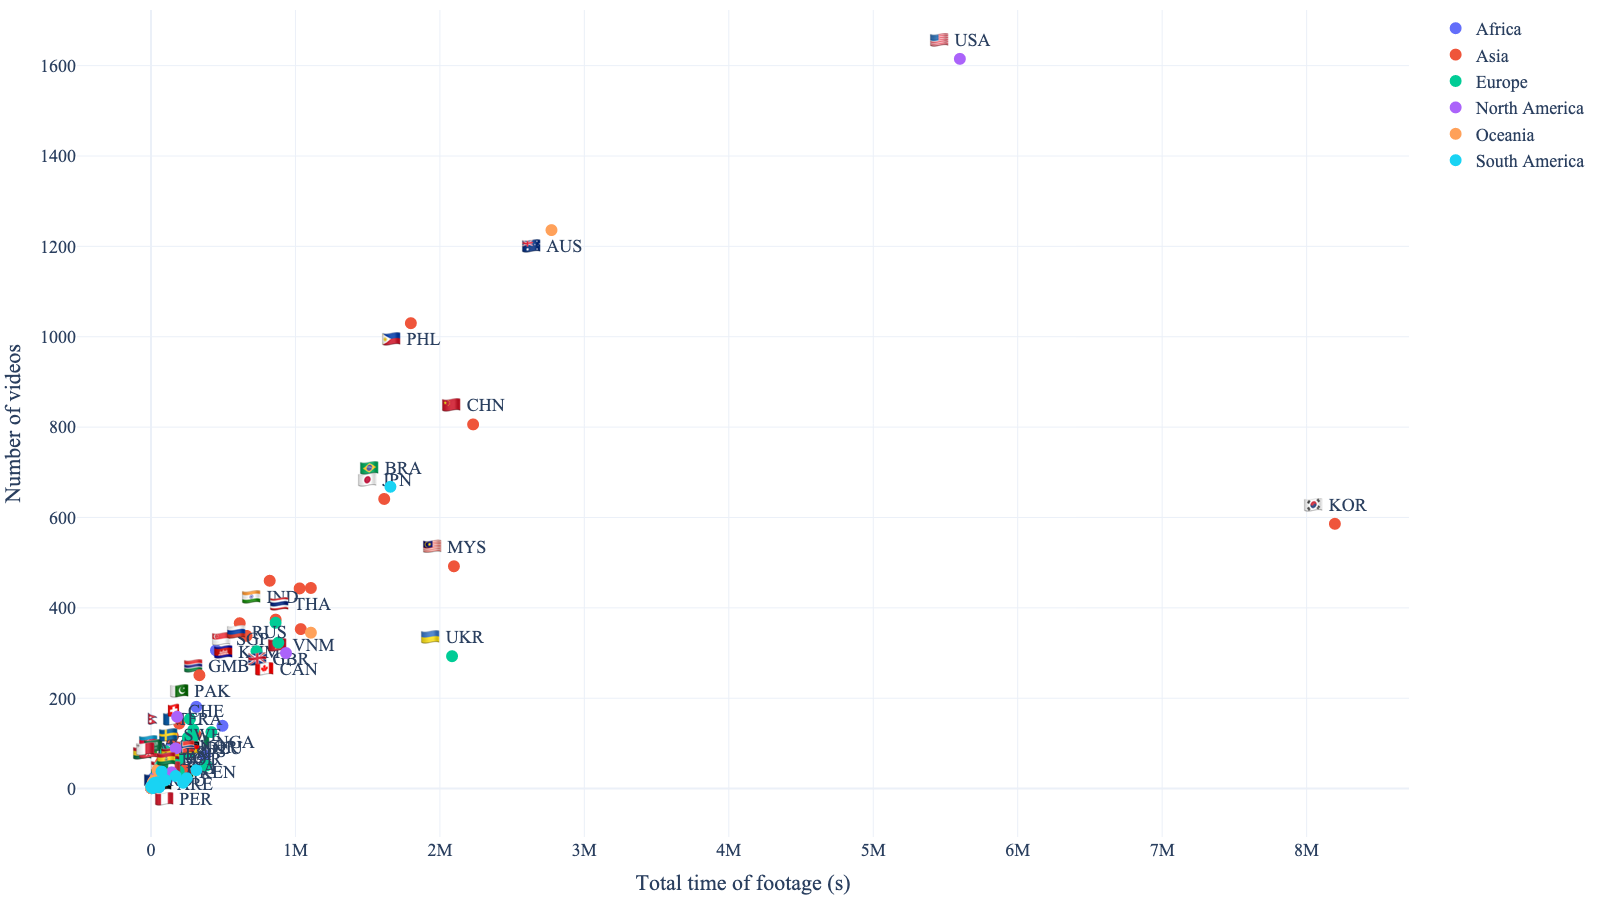 USA
Africa
Asia
Europe
North America
Oceania
South America
1600
1400
1200
1000
800
600
400
200
0
AUS
PHL
CHN
BRA
JPN
KOR
MYS
IND
THA
UKR
RUS
SGP
VNM
GBR
GMB
CAN
PAK
CHE
FRA
SWE
NGA
KEN
ARE
PER
Number of videos
0
1M
2M
3M
4M
5M
6M
7M
8M
Total time of footage (s)